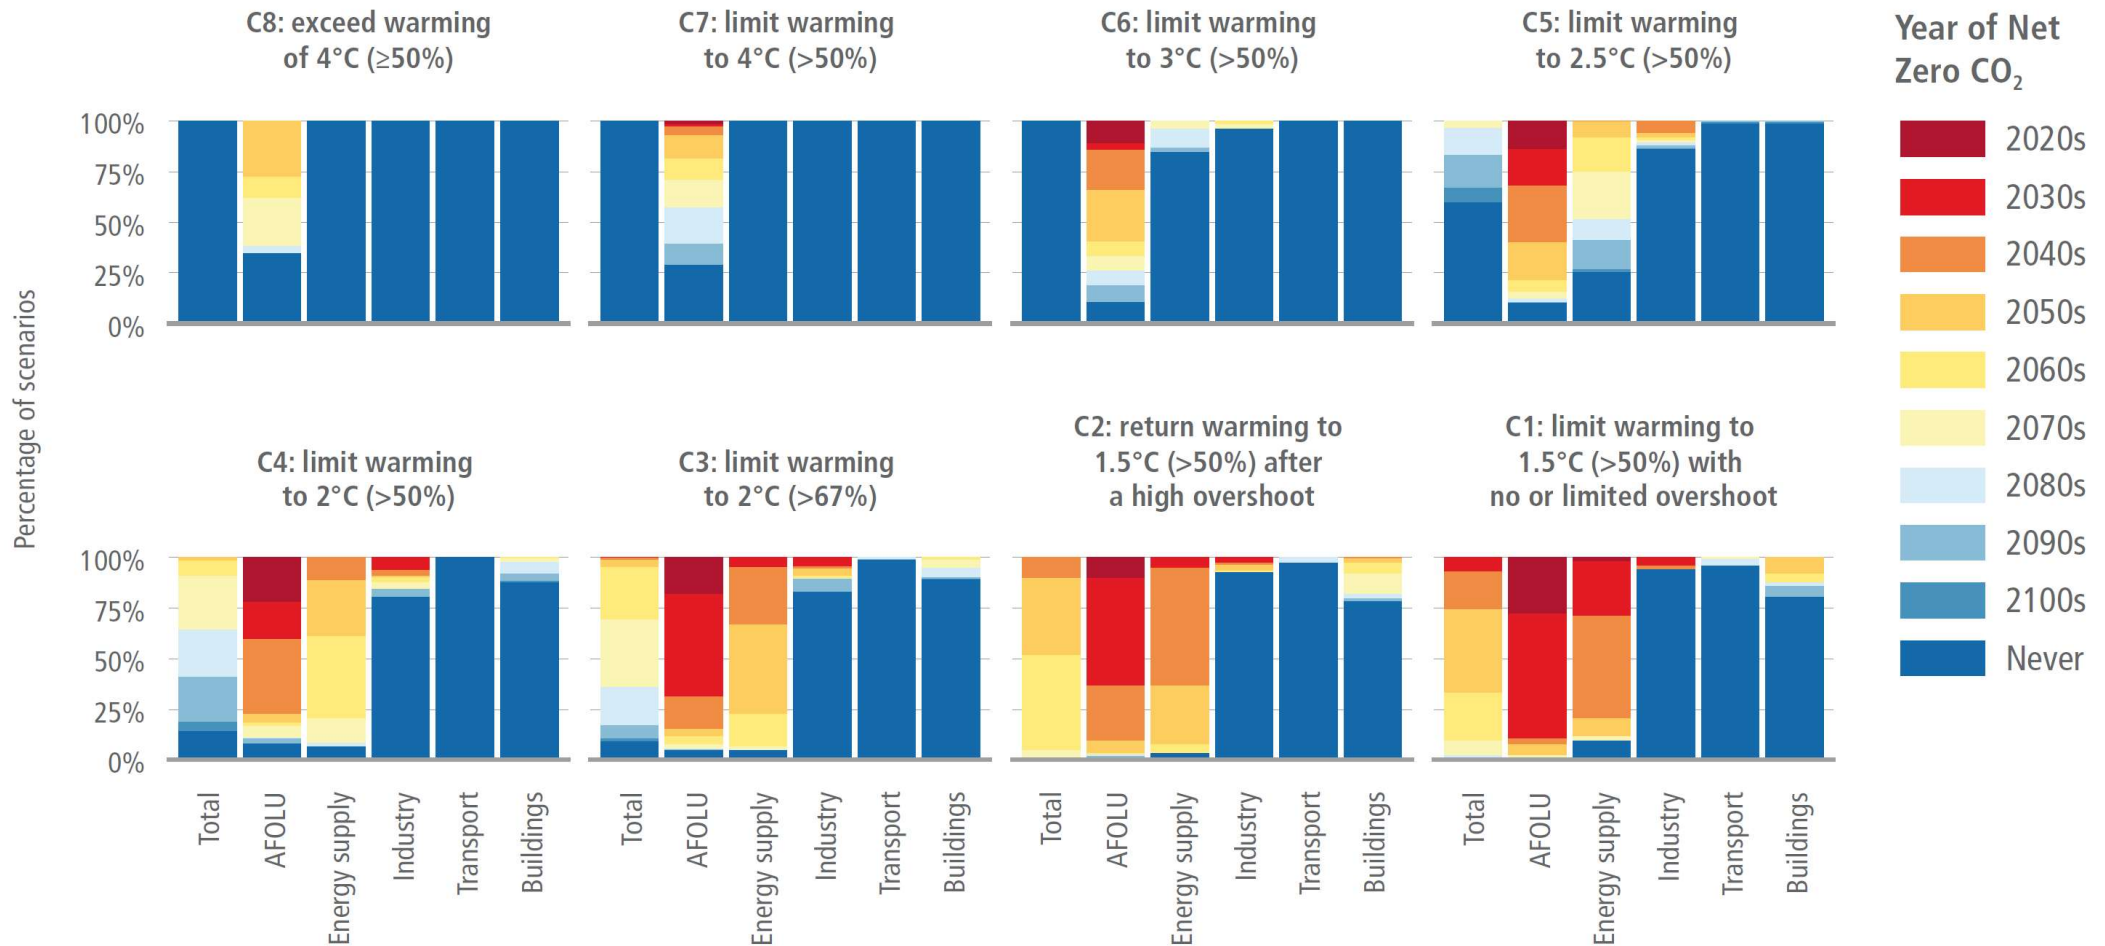 C8: exceed warming
of 4°C (≥50%)
C7: limit warming
to 4°C (>50%)
C6: limit warming
to 3°C (>50%)
C5: limit warming
to 2.5°C (>50%)
Year of Net
Zero CO₂
2020s
2030s
2040s
2050s
2060s
2070s
2080s
2090s
2100s
Never
Percentage of scenarios
100%
75%
50%
25%
0%
C4: limit warming
to 2°C (>50%)
C3: limit warming
to 2°C (>67%)
C2: return warming to
1.5°C (>50%) after
a high overshoot
C1: limit warming to
1.5°C (>50%) with
no or limited overshoot
100%
75%
50%
25%
0%
Total
AFOLU
Energy supply
Industry
Transport
Buildings
Total
AFOLU
Energy supply
Industry
Transport
Buildings
Total
AFOLU
Energy supply
Industry
Transport
Buildings
Total
AFOLU
Energy supply
Industry
Transport
Buildings